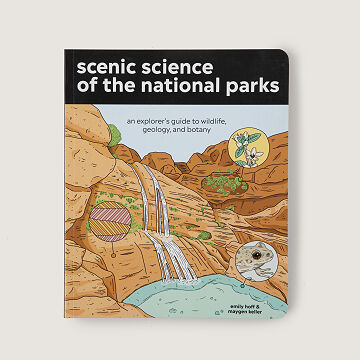 scenic science
of the national parks
an explorer's guide to wildlife,
geology, and botany
emily hoff &
maygen keller